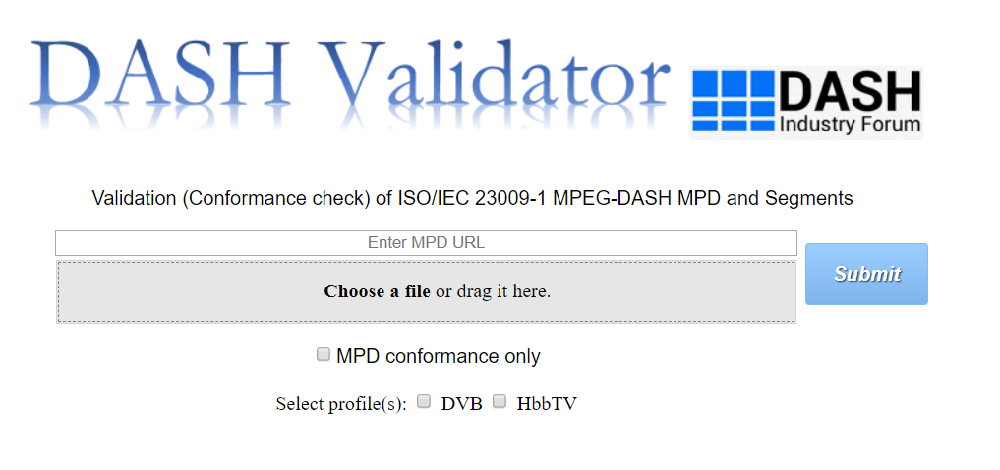 DASH Validator
DASH
Industry Forum
Validation (Conformance check) of ISO/IEC 23009-1 MPEG-DASH MPD and Segments
Enter MPD URL
Choose a file or drag it here.
Submit
MPD conformance only
Select profile(s): DVB HbbTV